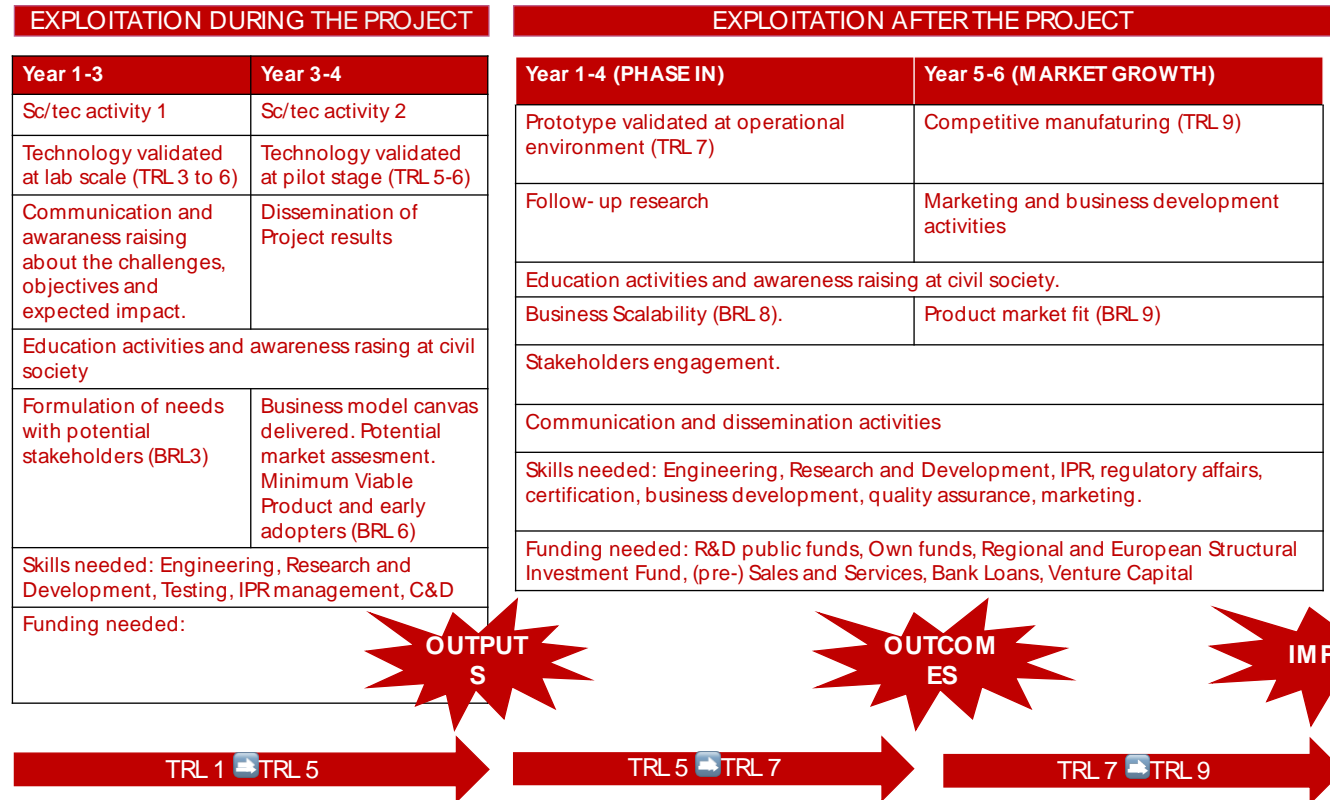 EXPLOITATION DURING THE PROJECT
Year 1-3
Year 3-4
Sc/tec activity 1
Sc/tec activity 2
Technology validated
at lab scale (TRL 3 to 6)
Technology validated
at pilot stage (TRL 5-6)
Communication and
awaraness raising
about the challenges,
objectives and
expected impact.
Dissemination of
Project results
Education activities and awareness rasing at civil
society
Formulation of needs
with potential
stakeholders (BRL3)
Business model canvas
delivered. Potential
market assesment.
Minimum Viable
Product and early
adopters (BRL 6)
Skills needed: Engineering, Research and
Development, Testing, IPR management, C&D
Funding needed:
OUTPUT
S
TRL 1 ➡ TRL 5
EXPLOITATION AFTER THE PROJECT
Year 1-4 (PHASE IN)
Year 5-6 (MARKET GROWTH)
Prototype validated at operational
environment (TRL 7)
Competitive manufaturing (TRL 9)
Follow- up research
Marketing and business development
activities
Education activities and awareness raising at civil society.
Business Scalability (BRL 8).
Product market fit (BRL 9)
Stakeholders engagement.
Communication and dissemination activities
Skills needed: Engineering, Research and Development, IPR, regulatory affairs,
certification, business development, quality assurance, marketing.
Funding needed: R&D public funds, Own funds, Regional and European Structural
Investment Fund, (pre-) Sales and Services, Bank Loans, Venture Capital
OUTCOM
ES
TRL 5 ➡ TRL 7
TRL 7 ➡ TRL 9